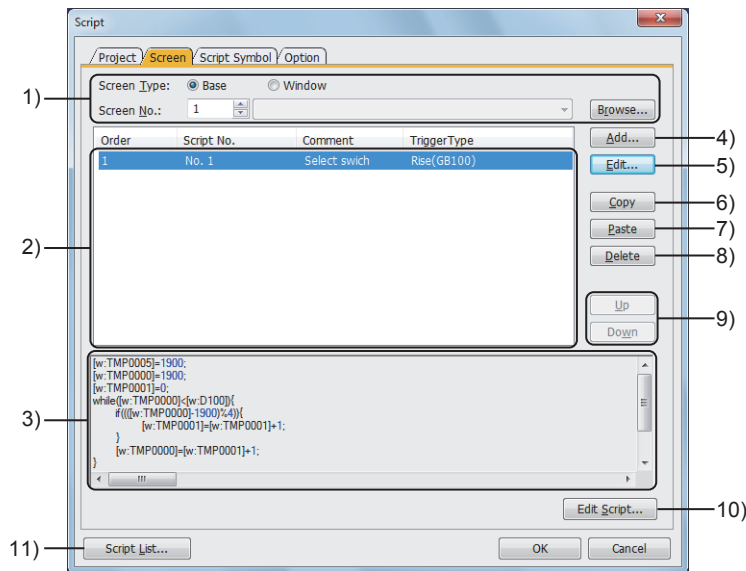 Script
Project Screen Script Symbol Option
Screen Type: Base Window
1)
Screen No.: 1 Browse...
Order Script No. Comment TriggerType Add... 4)
1 No. 1 Select swich Rise(GB100) Edit... 5)
Copy 6)
Paste 7)
2) Delete 8)
Up
9)
Down
[w:TMP0005]=1900;
[w:TMP0000]=1900;
[w:TMP0001]=0;
while([w:TMP0000]<[w:D100]){
3) if((([w:TMP0000]-1900)%4)){
[w:TMP0001]=[w:TMP0001]+1;
}
[w:TMP0000]=[w:TMP0001]+1;
}
Edit Script... 10)
11) Script List... OK Cancel